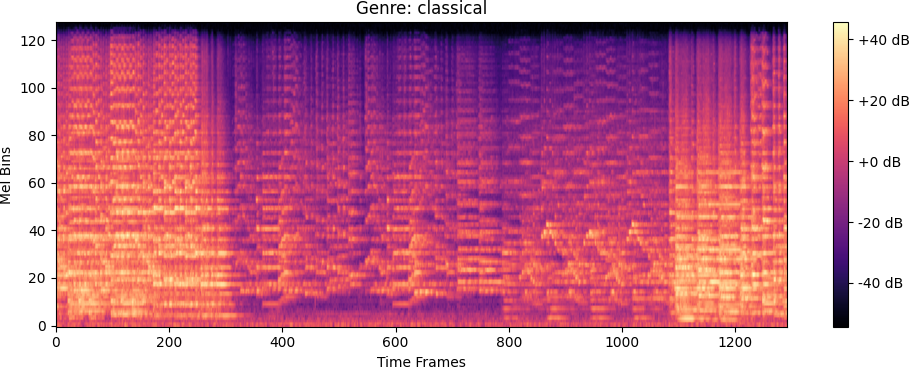 Genre: classical
120
100
80
60
40
20
0
Mel Bins
0 200 400 600 800 1000 1200
Time Frames
+40 dB
+20 dB
+0 dB
-20 dB
-40 dB